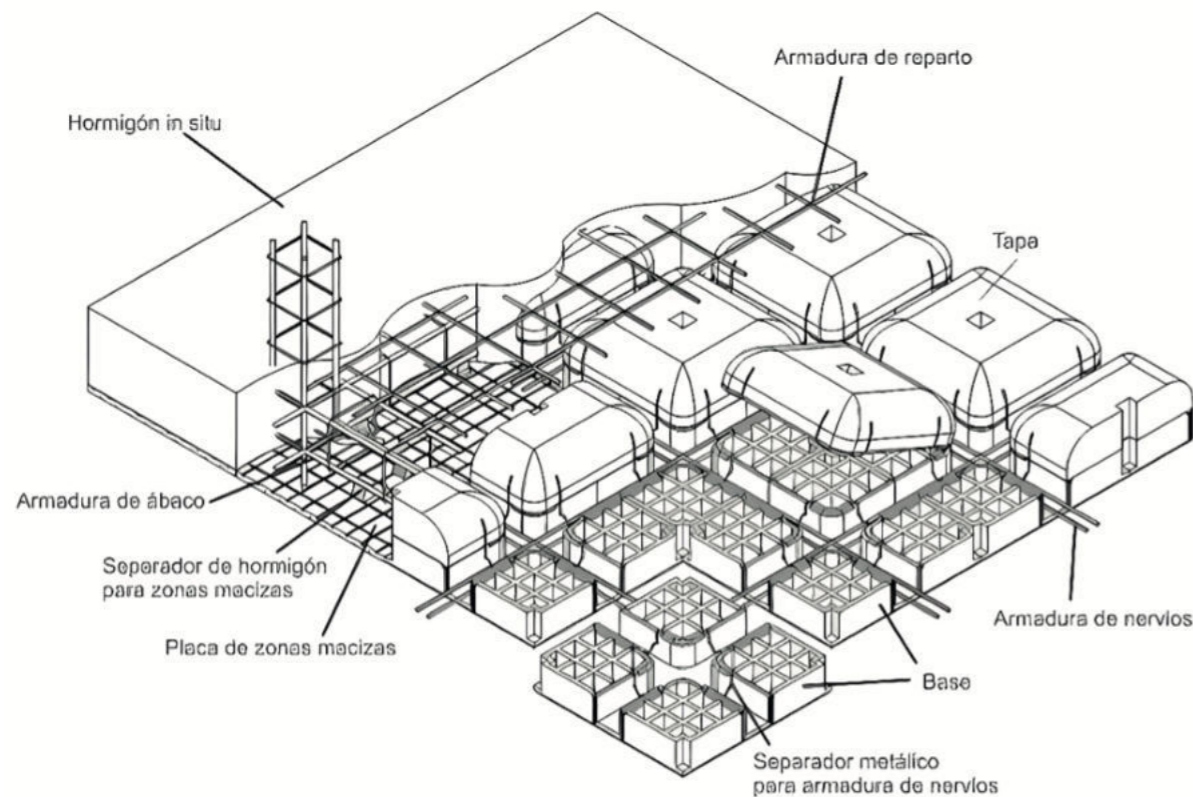 Armadura de reparto
Hormigón in situ
Tapa
Armadura de ábaco
Separador de hormigón
para zonas macizas
Placa de zonas macizas
Armadura de nervios
Base
Separador metálico
para armadura de nervios